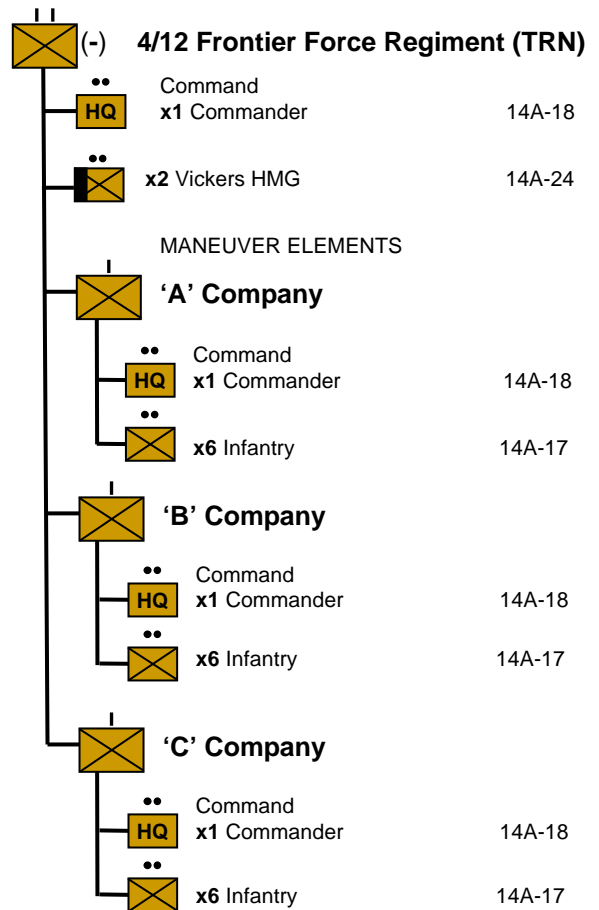 (-) 4/12 Frontier Force Regiment (TRN)
Command
HQ x1 Commander 14A-18
x2 Vickers HMG 14A-24
MANEUVER ELEMENTS
‘A’ Company
Command
HQ x1 Commander 14A-18
x6 Infantry 14A-17
‘B’ Company
Command
HQ x1 Commander 14A-18
x6 Infantry 14A-17
‘C’ Company
Command
HQ x1 Commander 14A-18
x6 Infantry 14A-17